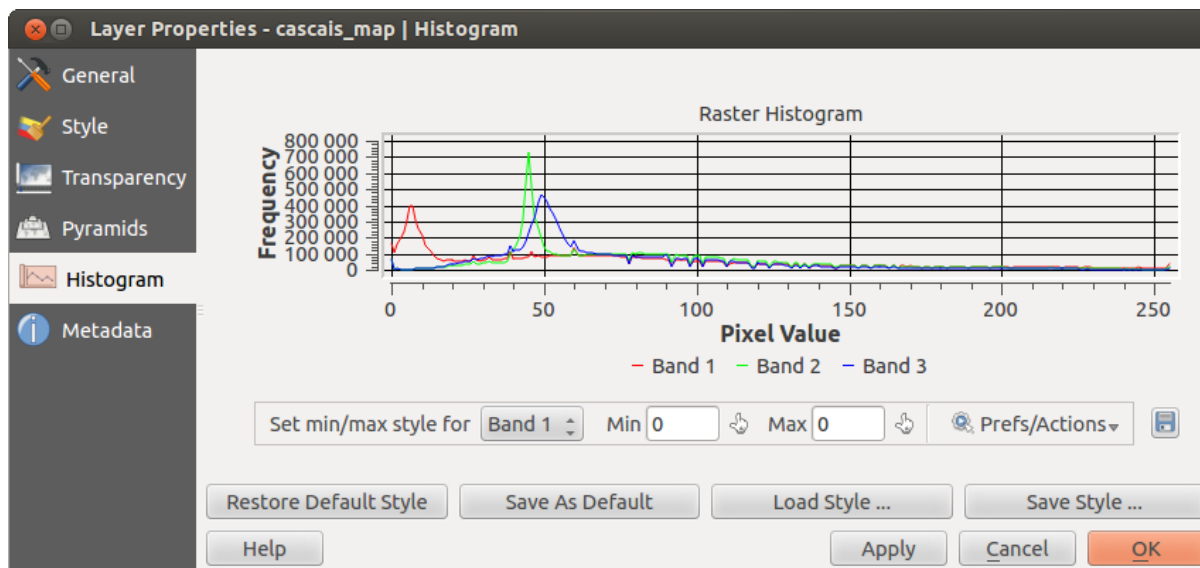 Layer Properties - cascais_map | Histogram
General
Style
Transparency
Pyramids
Histogram
Metadata
Raster Histogram
Frequency
800 000
700 000
600 000
500 000
400 000
300 000
200 000
100 000
0
0 50 100 150 200 250
Pixel Value
Band 1 Band 2 Band 3
Set min/max style for Band 1 Min 0 Max 0 Prefs/Actions
Restore Default Style Save As Default Load Style ... Save Style ...
Help Apply Cancel OK